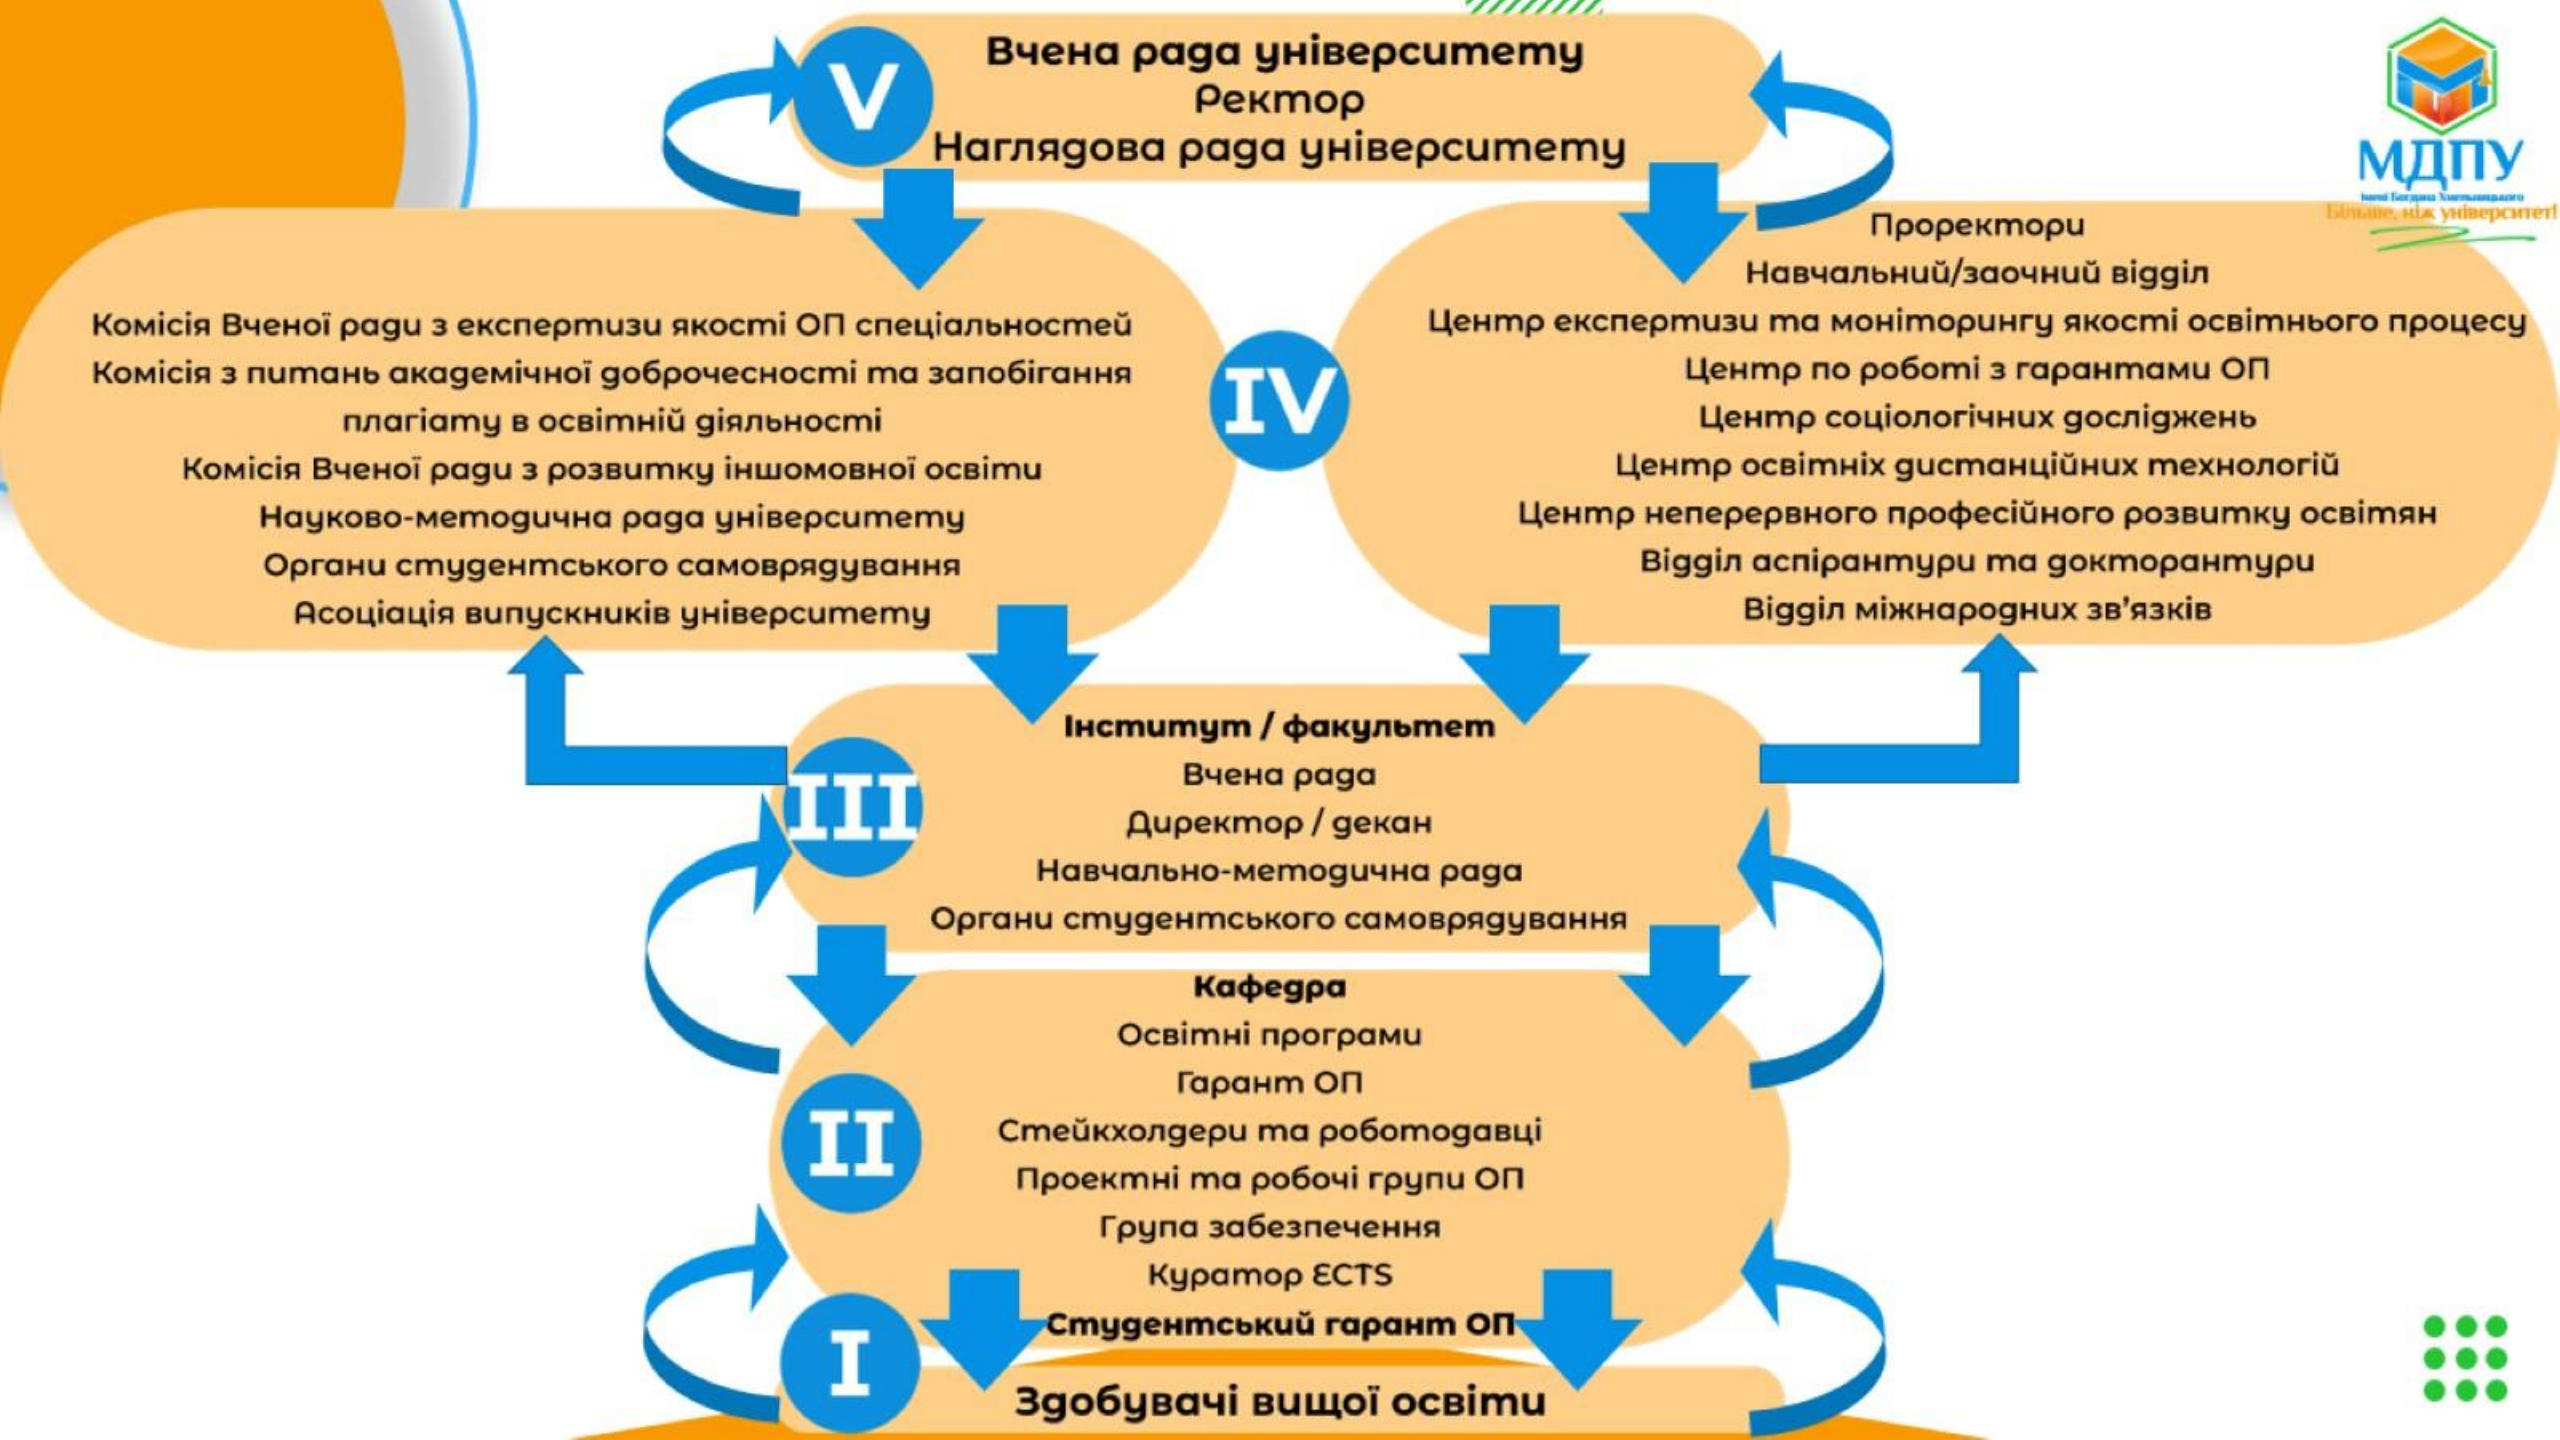 V
Вчена рада університету
Ректор
Наглядова рада університету
МДПУ
імені Богдана Хмельницького
Більше, ніж університет!
IV
Комісія Вченої ради з експертизи якості ОП спеціальностей
Комісія з питань академічної доброчесності та запобігання
плагіату в освітній діяльності
Комісія Вченої ради з розвитку іншомовної освіти
Науково-методична рада університету
Органи студентського самоврядування
Асоціація випускників університету
Проректори
Навчальний/заочний відділ
Центр експертизи та моніторингу якості освітнього процесу
Центр по роботі з гарантами ОП
Центр соціологічних досліджень
Центр освітніх дистанційних технологій
Центр неперервного професійного розвитку освітян
Відділ аспірантури та докторантури
Відділ міжнародних зв’язків
III
Інститут / факультет
Вчена рада
Директор / декан
Навчально-методична рада
Органи студентського самоврядування
II
Кафедра
Освітні програми
Гарант ОП
Стейкхолдери та роботодавці
Проектні та робочі групи ОП
Група забезпечення
Куратор ECTS
Студентський гарант ОП
I
Здобувачі вищої освіти